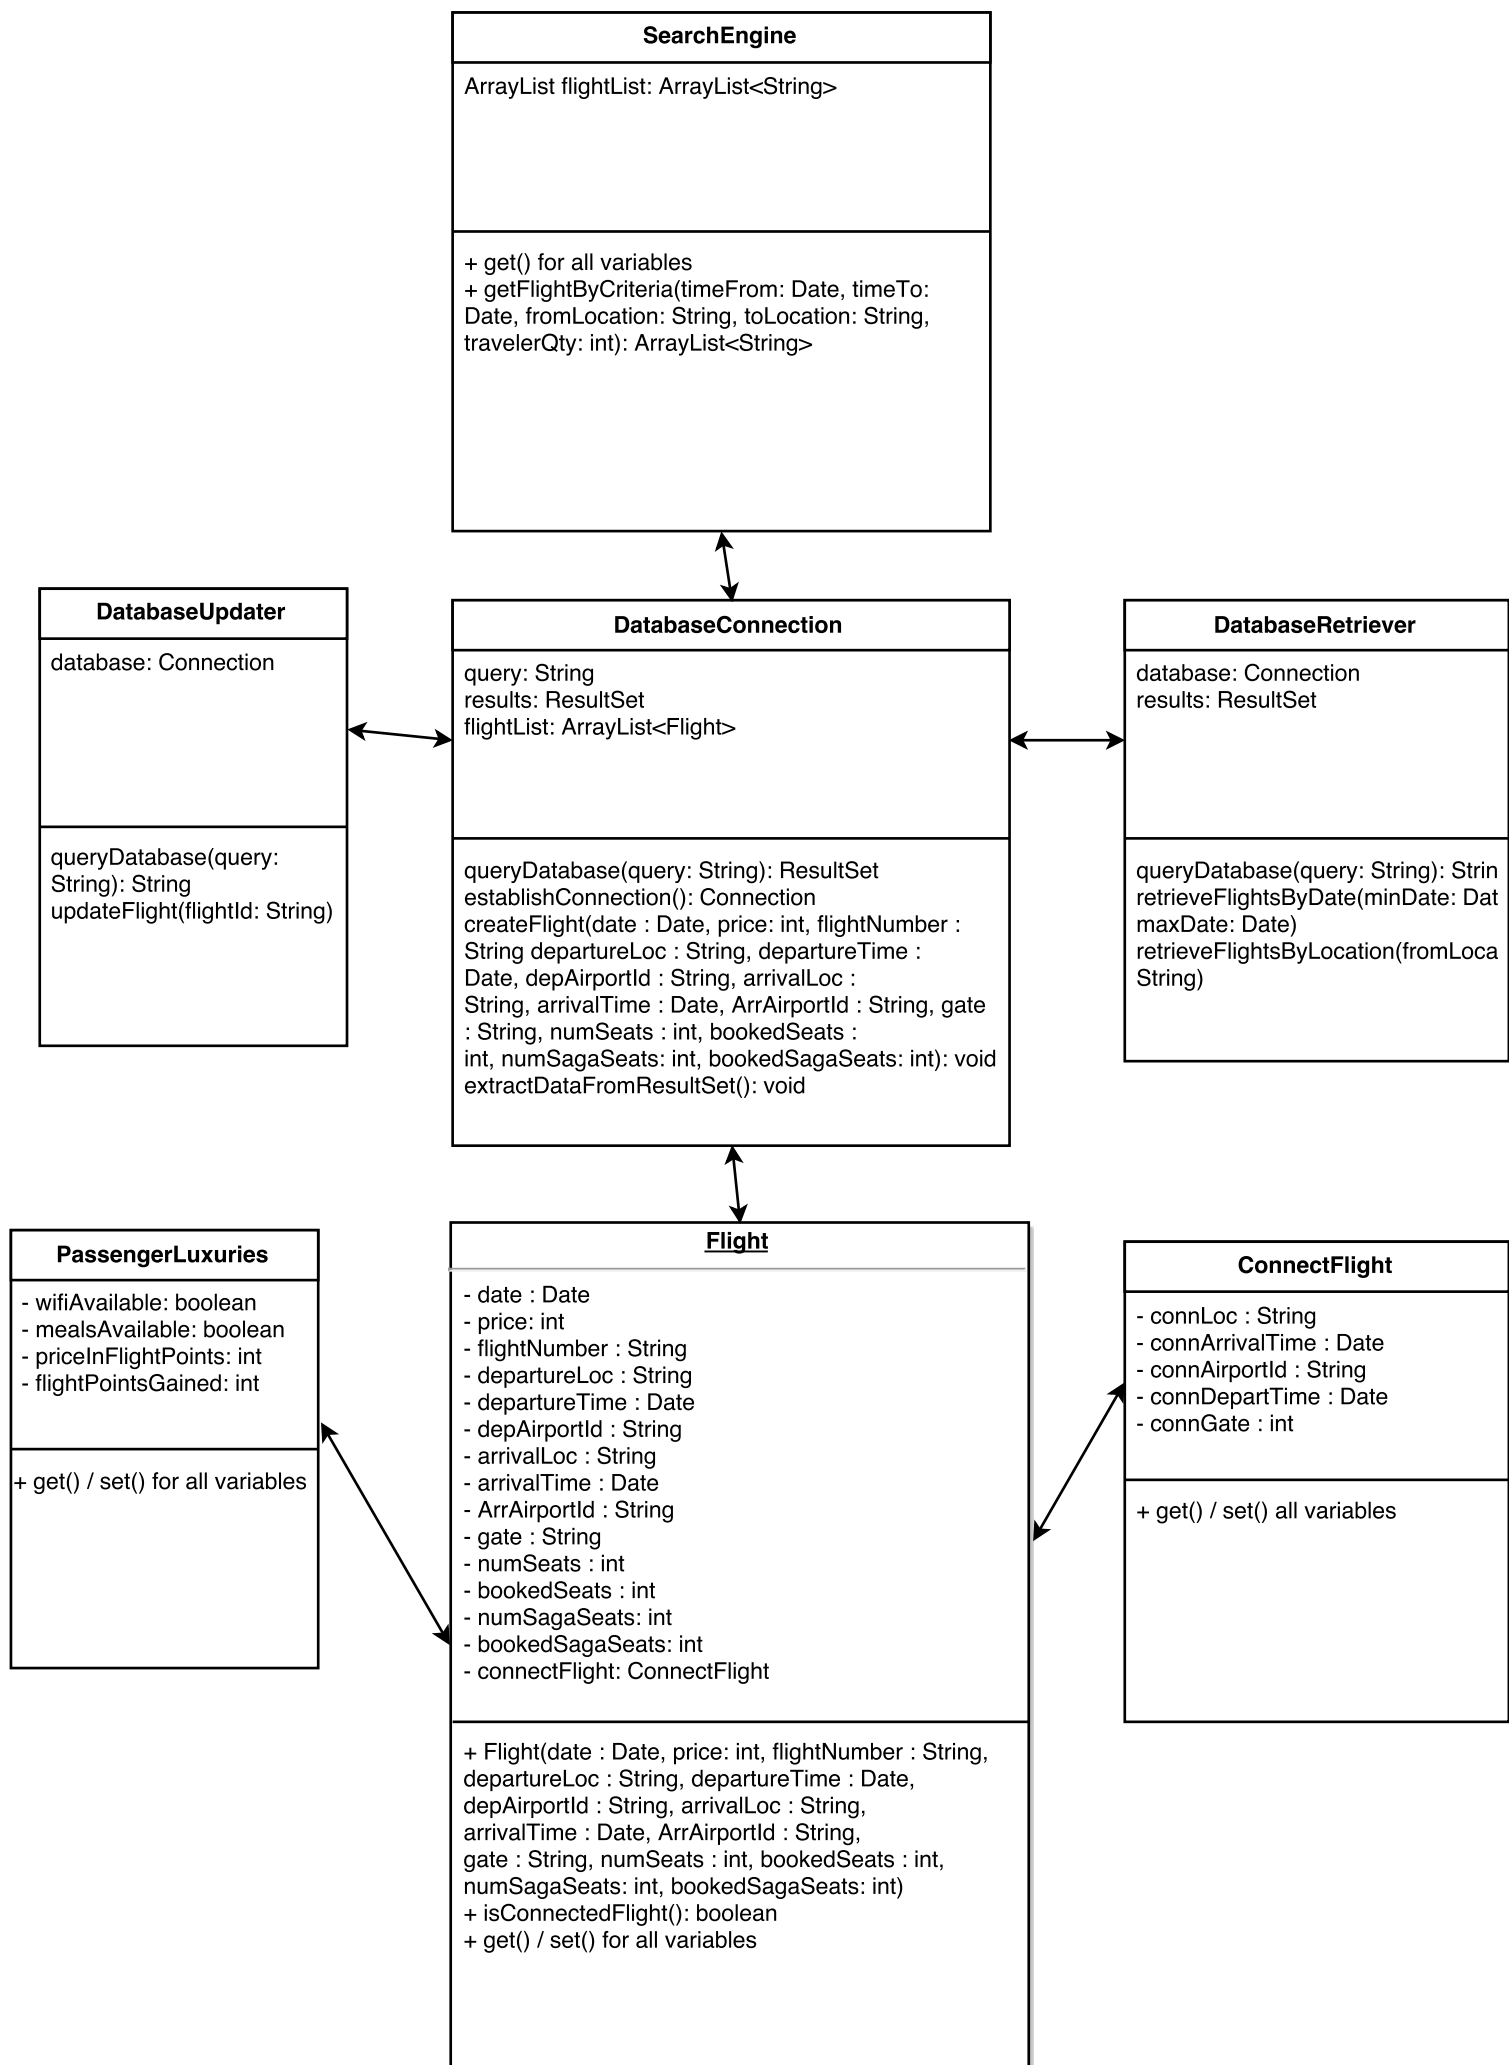 SearchEngine
ArrayList flightList: ArrayList<String>
+ get() for all variables
+ getFlightByCriteria(timeFrom: Date, timeTo:
Date, fromLocation: String, toLocation: String,
travelerQty: int): ArrayList<String>
DatabaseUpdater
database: Connection
queryDatabase(query:
String): String
updateFlight(flightId: String)
DatabaseConnection
query: String
results: ResultSet
flightList: ArrayList<Flight>
queryDatabase(query: String): ResultSet
establishConnection(): Connection
createFlight(date : Date, price: int, flightNumber :
String departureLoc : String, departureTime :
Date, depAirportId : String, arrivalLoc :
String, arrivalTime : Date, ArrAirportId : String, gate
: String, numSeats : int, bookedSeats :
int, numSagaSeats: int, bookedSagaSeats: int): void
extractDataFromResultSet(): void
DatabaseRetriever
database: Connection
results: ResultSet
queryDatabase(query: String): Strin
retrieveFlightsByDate(minDate: Dat
maxDate: Date)
retrieveFlightsByLocation(fromLoca
String)
PassengerLuxuries
- wifiAvailable: boolean
- mealsAvailable: boolean
- priceInFlightPoints: int
- flightPointsGained: int
+ get() / set() for all variables
Flight
- date : Date
- price: int
- flightNumber : String
- departureLoc : String
- departureTime : Date
- depAirportId : String
- arrivalLoc : String
- arrivalTime : Date
- ArrAirportId : String
- gate : String
- numSeats : int
- bookedSeats : int
- numSagaSeats: int
- bookedSagaSeats: int
- connectFlight: ConnectFlight
+ Flight(date : Date, price: int, flightNumber : String,
departureLoc : String, departureTime : Date,
depAirportId : String, arrivalLoc : String,
arrivalTime : Date, ArrAirportId : String,
gate : String, numSeats : int, bookedSeats : int,
numSagaSeats: int, bookedSagaSeats: int)
+ isConnectedFlight(): boolean
+ get() / set() for all variables
ConnectFlight
- connLoc : String
- connArrivalTime : Date
- connAirportId : String
- connDepartTime : Date
- connGate : int
+ get() / set() all variables